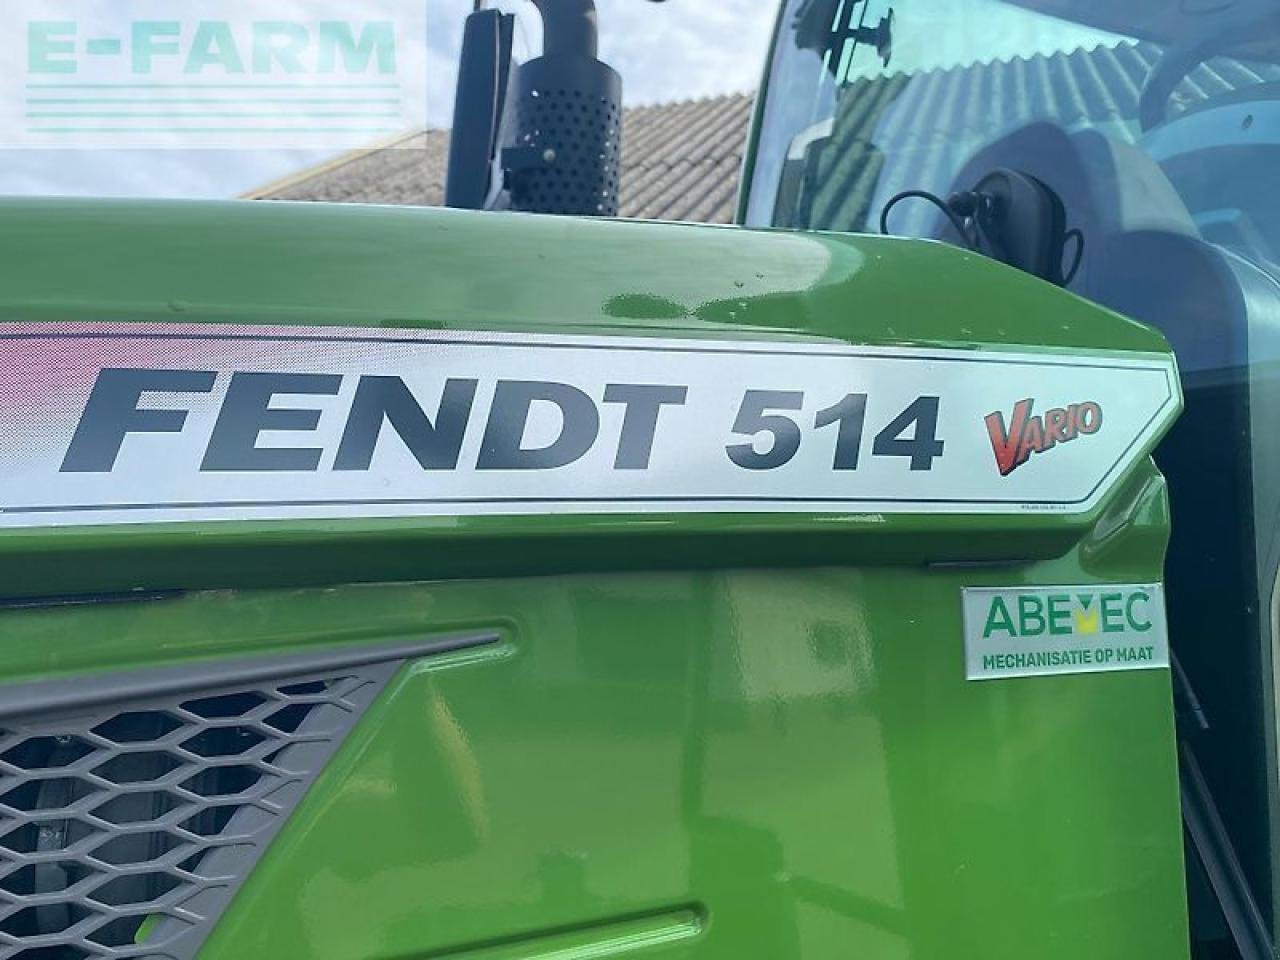 E-FARM
FENDT 514 VARIO
ABEMEC
MECHANISATIE OP MAAT